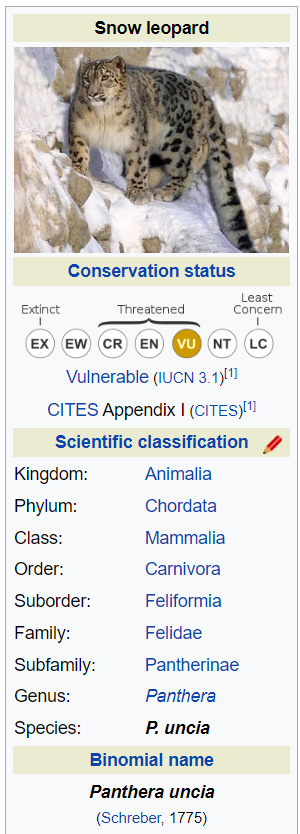 Snow leopard
Conservation status
Extinct Threatened Least Concern
EX EW CR EN VU NT LC
Vulnerable (IUCN 3.1)[1]
CITES Appendix I (CITES)[1]
Scientific classification
Kingdom: Animalia
Phylum: Chordata
Class: Mammalia
Order: Carnivora
Suborder: Feliformia
Family: Felidae
Subfamily: Pantherinae
Genus: Panthera
Species: P. uncia
Binomial name
Panthera uncia
(Schreber, 1775)